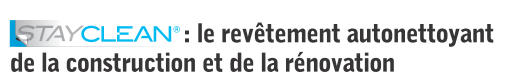 STAYCLEAN® : le revêtement autonettoyant
de la construction et de la rénovation